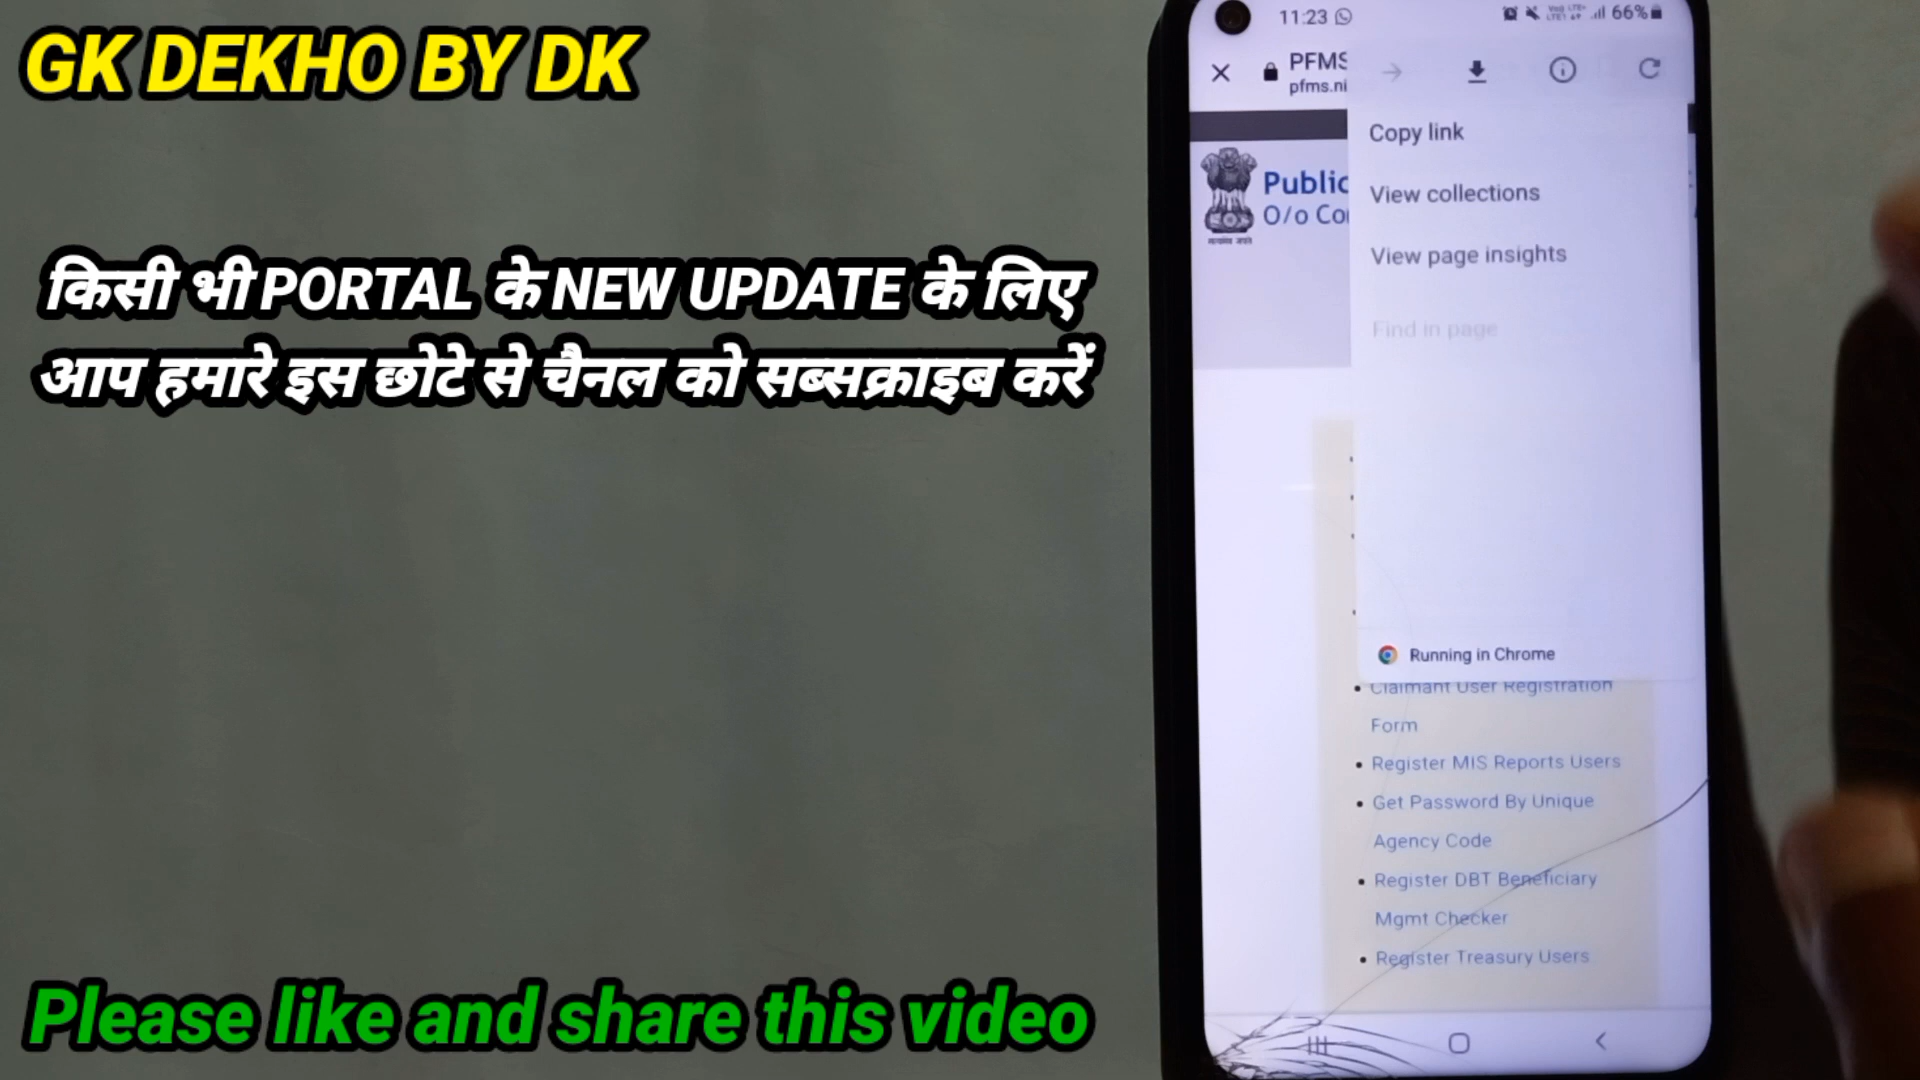 GK DEKHO BY DK
किसी भी PORTAL के NEW UPDATE के लिए
आप हमारे इस छोटे से चैनल को सब्सक्राइब करें
Please like and share this video
11:23
66%
PFMS
pfms.ni
Public
O/o Co
Copy link
View collections
View page insights
Find in page
Running in Chrome
Claimant User Registration
Form
Register MIS Reports Users
Get Password By Unique
Agency Code
Register DBT Beneficiary
Mgmt Checker
Register Treasury Users